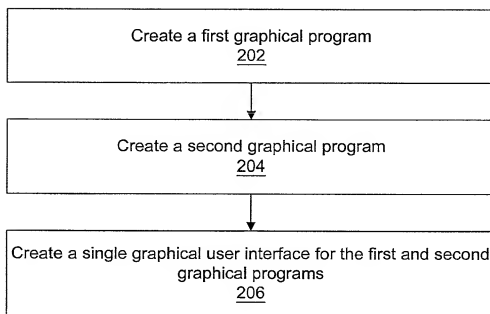 Create a first graphical program
202
Create a second graphical program
204
Create a single graphical user interface for the first and second
graphical programs
206